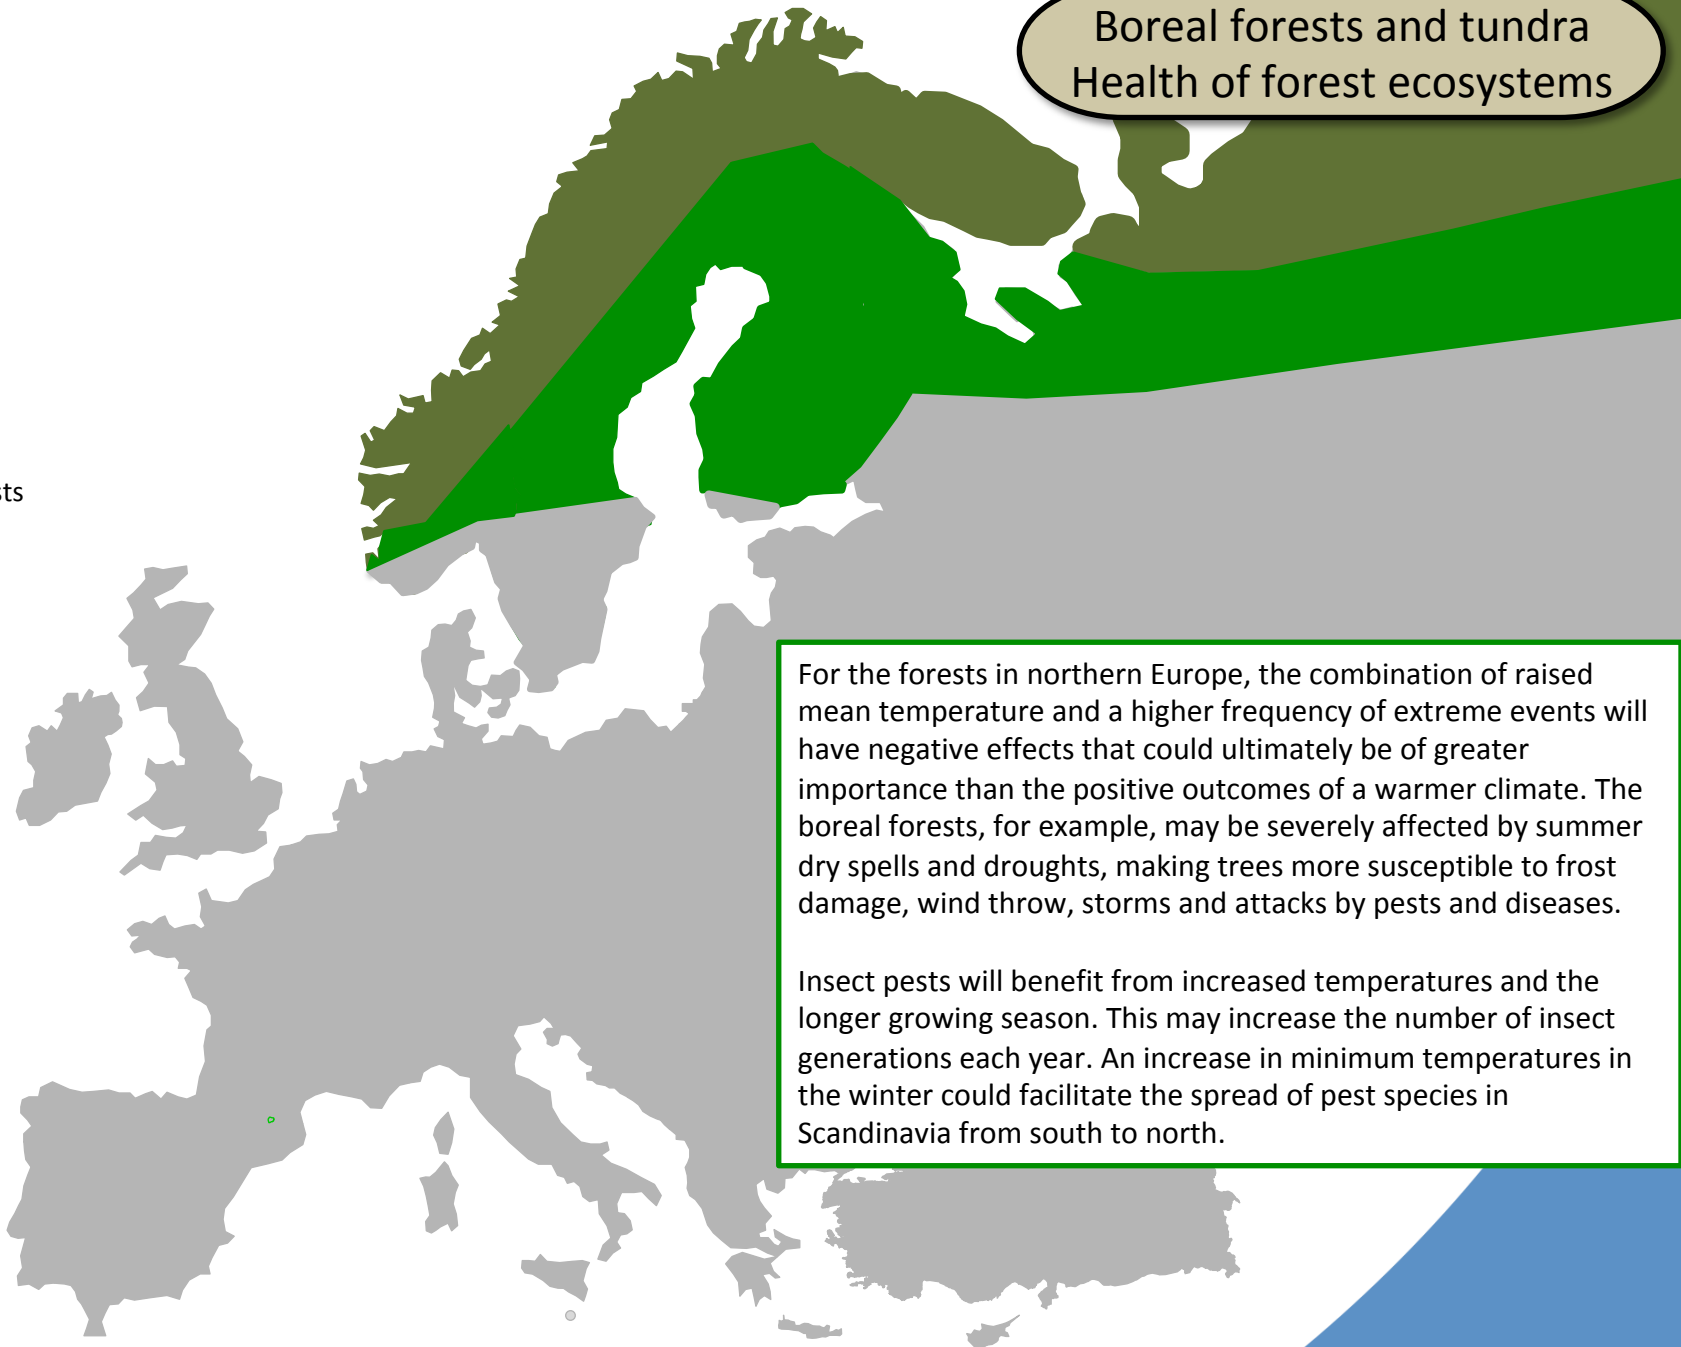 Boreal forests and tundra
Health of forest ecosystems
sts
For the forests in northern Europe, the combination of raised
mean temperature and a higher frequency of extreme events will
have negative effects that could ultimately be of greater
importance than the positive outcomes of a warmer climate. The
boreal forests, for example, may be severely affected by summer
dry spells and droughts, making trees more susceptible to frost
damage, wind throw, storms and attacks by pests and diseases.
Insect pests will benefit from increased temperatures and the
longer growing season. This may increase the number of insect
generations each year. An increase in minimum temperatures in
the winter could facilitate the spread of pest species in
Scandinavia from south to north.